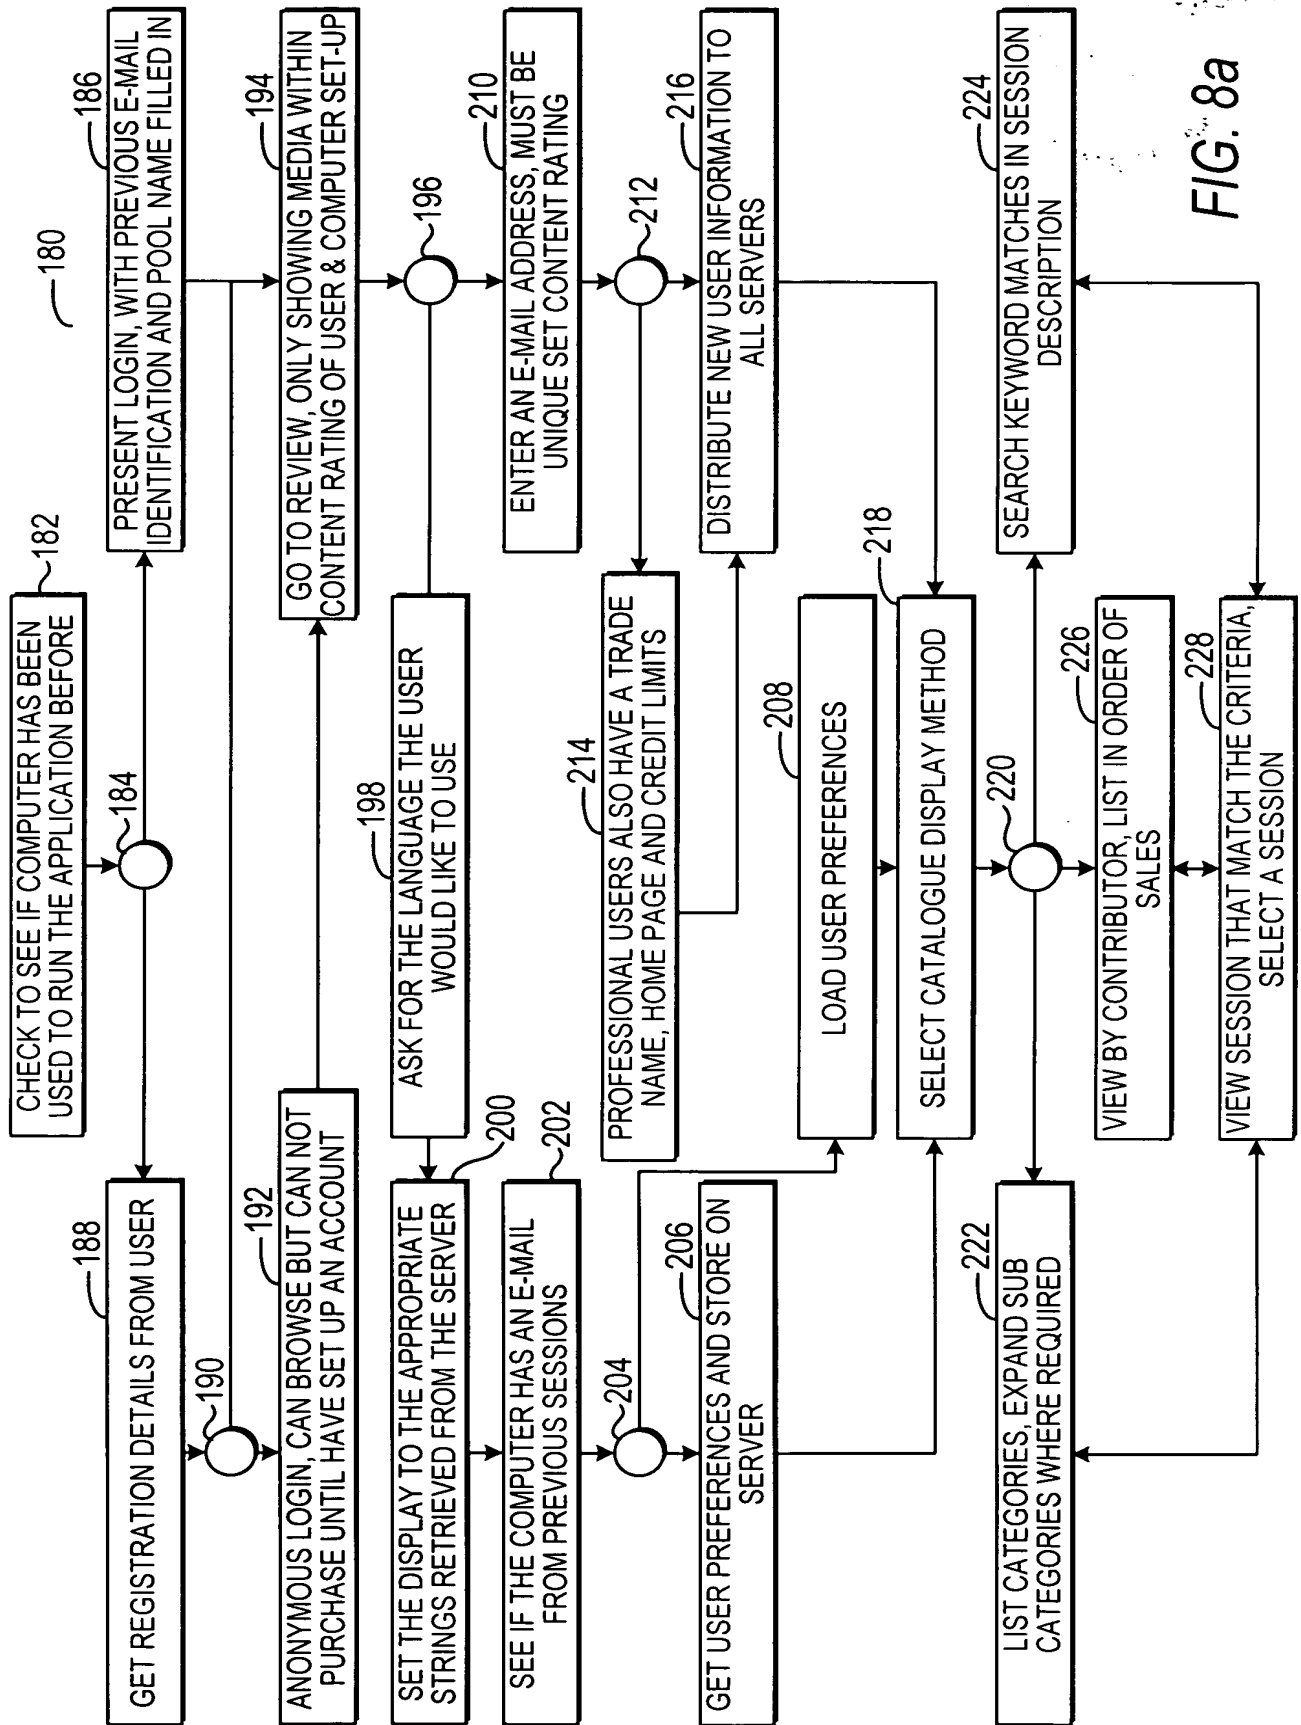 180
182
CHECK TO SEE IF COMPUTER HAS BEEN
USED TO RUN THE APPLICATION BEFORE
184
186
PRESENT LOGIN, WITH PREVIOUS E-MAIL
IDENTIFICATION AND POOL NAME FILLED IN
188
GET REGISTRATION DETAILS FROM USER
190
192
ANONYMOUS LOGIN, CAN BROWSE BUT CAN NOT
PURCHASE UNTIL HAVE SET UP AN ACCOUNT
194
GO TO REVIEW, ONLY SHOWING MEDIA WITHIN
CONTENT RATING OF USER & COMPUTER SET-UP
196
198
ASK FOR THE LANGUAGE THE USER
WOULD LIKE TO USE
200
SET THE DISPLAY TO THE APPROPRIATE
STRINGS RETRIEVED FROM THE SERVER
202
SEE IF THE COMPUTER HAS AN E-MAIL
FROM PREVIOUS SESSIONS
204
206
GET USER PREFERENCES AND STORE ON
SERVER
208
LOAD USER PREFERENCES
210
ENTER AN E-MAIL ADDRESS, MUST BE
UNIQUE SET CONTENT RATING
212
214
PROFESSIONAL USERS ALSO HAVE A TRADE
NAME, HOME PAGE AND CREDIT LIMITS
216
DISTRIBUTE NEW USER INFORMATION TO
ALL SERVERS
218
SELECT CATALOGUE DISPLAY METHOD
220
222
LIST CATEGORIES, EXPAND SUB
CATEGORIES WHERE REQUIRED
224
SEARCH KEYWORD MATCHES IN SESSION
DESCRIPTION
226
VIEW BY CONTRIBUTOR, LIST IN ORDER OF
SALES
228
VIEW SESSION THAT MATCH THE CRITERIA,
SELECT A SESSION
FIG. 8a